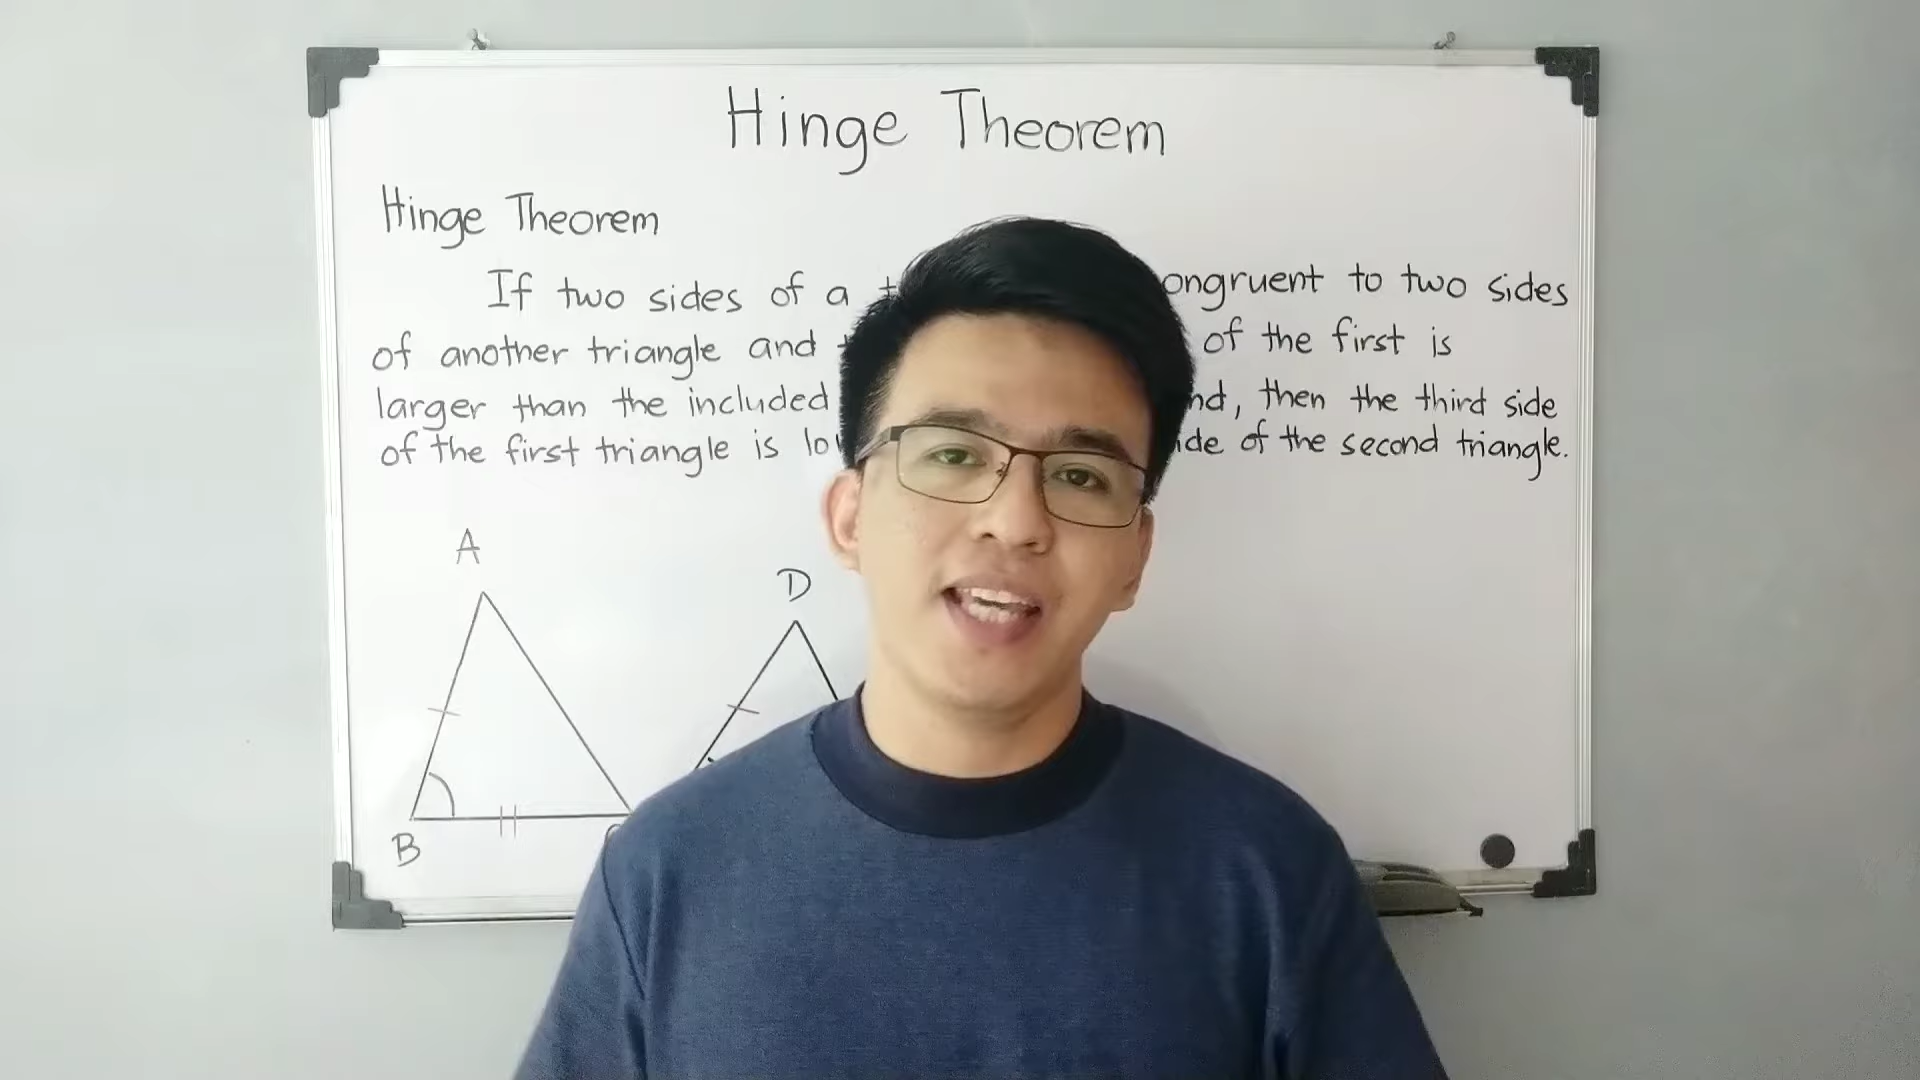 Hinge Theorem
Hinge Theorem
If two sides of a ongruent to two sides
of another triangle and of the first is
larger than the included nd, then the third side
of the first triangle is ide of the second triangle.
A
D
B